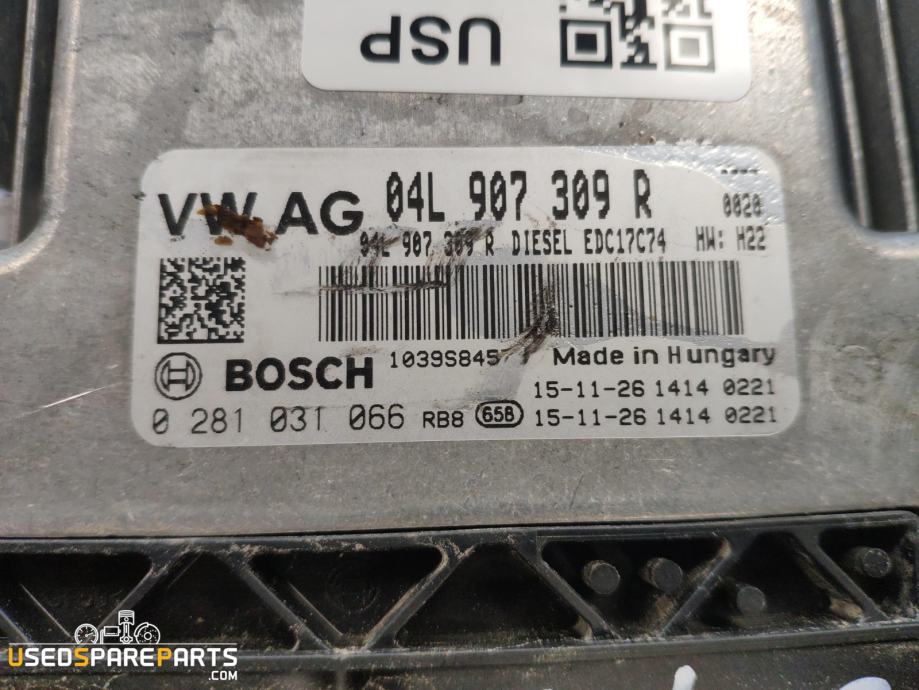 USP
VW AG 04L 907 309 R 0020
04L 907 309 R DIESEL EDC17C74 HW: H22
BOSCH 1039S845 Made in Hungary
15-11-26 1414 0221
0 281 031 066 RB8 658 15-11-26 1414 0221
USEDSPAREPARTS
.COM